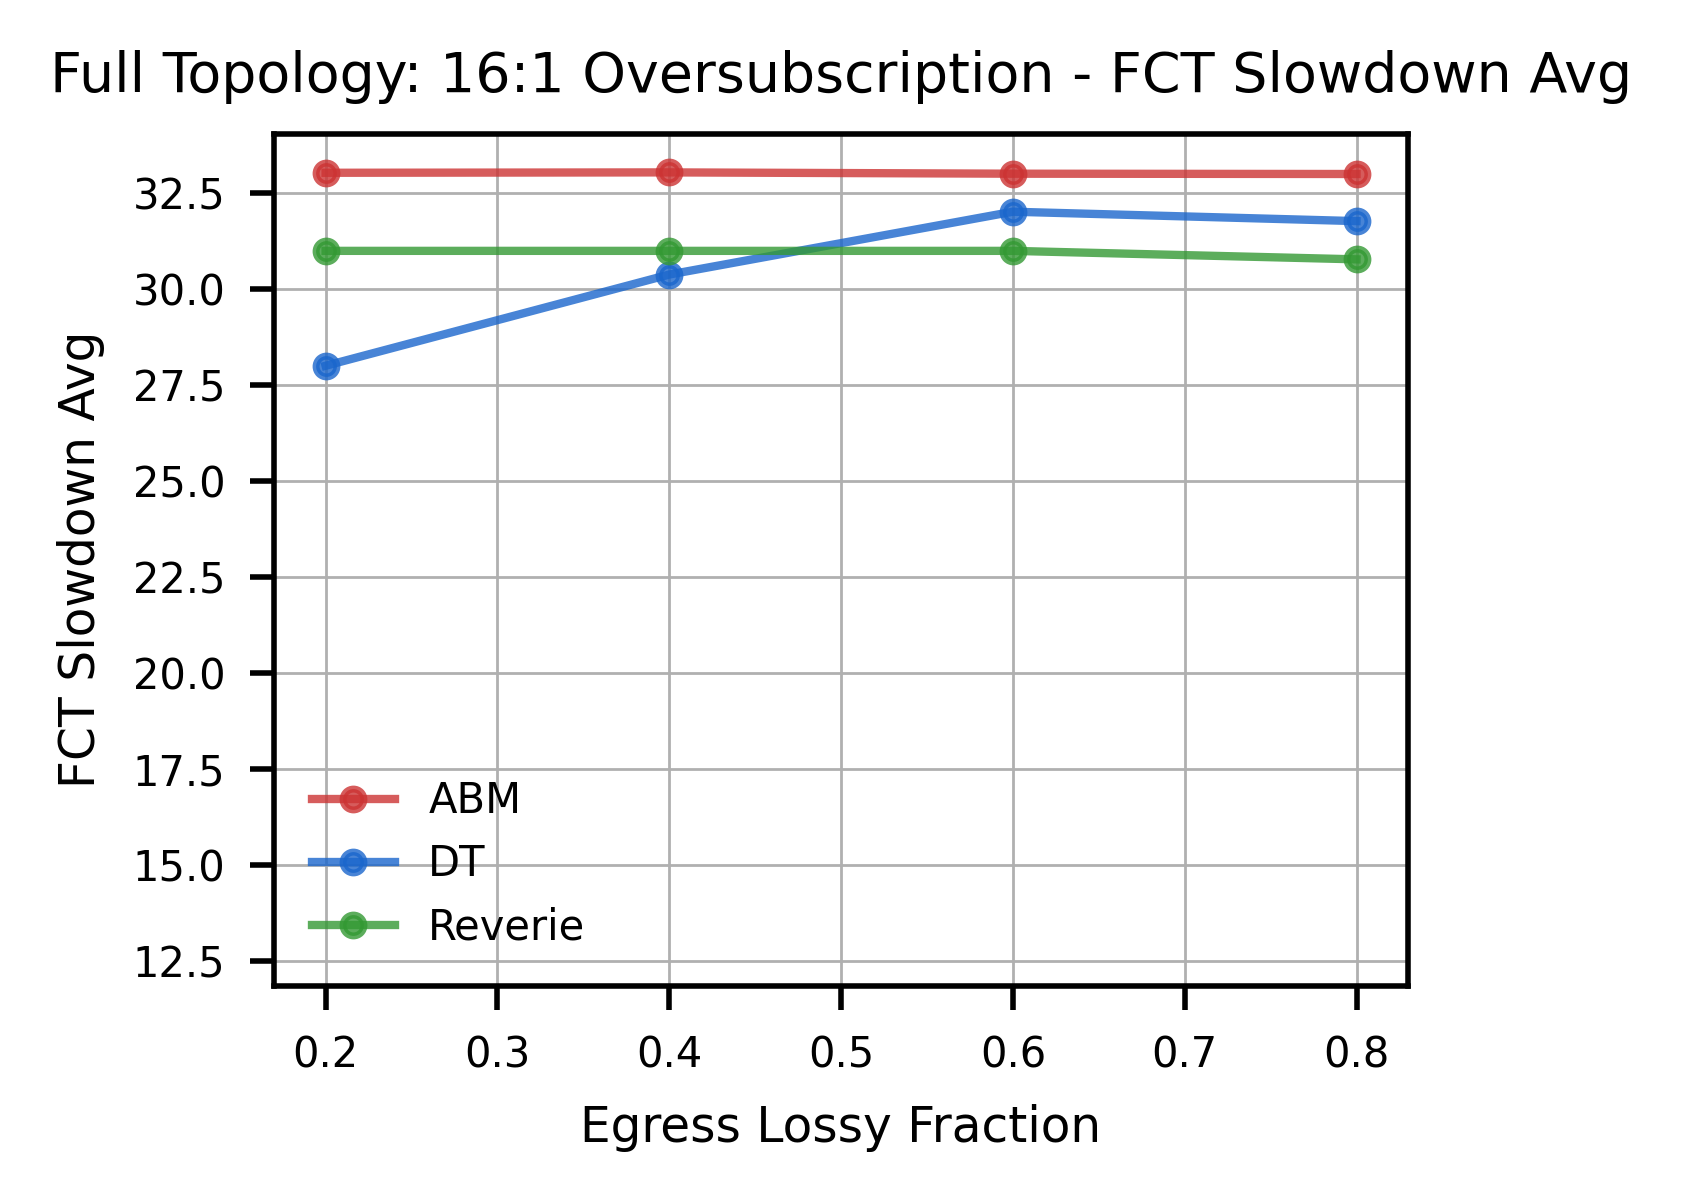 Full Topology: 16:1 Oversubscription - FCT Slowdown Avg
FCT Slowdown Avg
32.5
30.0
27.5
25.0
22.5
20.0
17.5
15.0
12.5
ABM
DT
Reverie
0.2 0.3 0.4 0.5 0.6 0.7 0.8
Egress Lossy Fraction